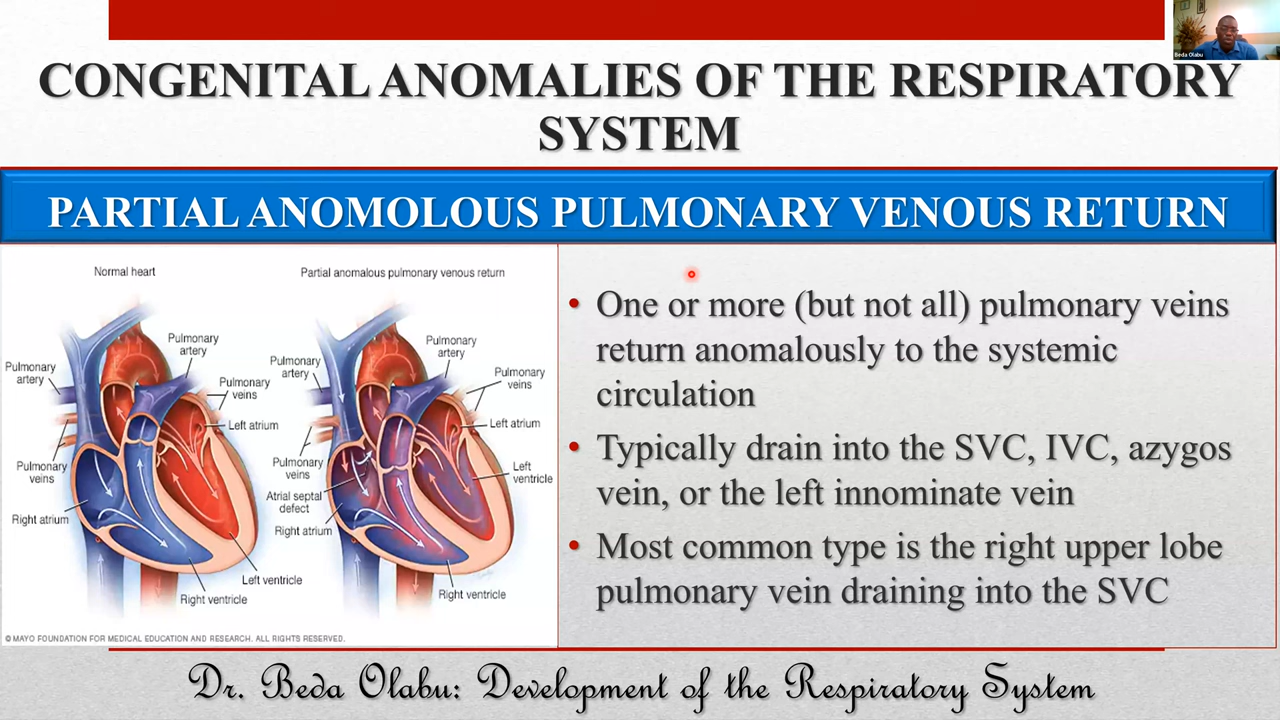 Beda Olabu
CONGENITAL ANOMALIES OF THE RESPIRATORY
SYSTEM
PARTIAL ANOMOLOUS PULMONARY VENOUS RETURN
Normal heart
Pulmonary
artery
Pulmonary
artery
Pulmonary
veins
Left atrium
Pulmonary
veins
Right atrium
Left ventricle
Right ventricle
Partial anomalous pulmonary venous return
Pulmonary
artery
Pulmonary
artery
Pulmonary
veins
Left atrium
Pulmonary
veins
Left
ventricle
Atrial septal
defect
Right atrium
Right ventricle
© MAYO FOUNDATION FOR MEDICAL EDUCATION AND RESEARCH. ALL RIGHTS RESERVED.
• One or more (but not all) pulmonary veins
return anomalously to the systemic
circulation
• Typically drain into the SVC, IVC, azygos
vein, or the left innominate vein
• Most common type is the right upper lobe
pulmonary vein draining into the SVC
Dr. Beda Olabu: Development of the Respiratory System